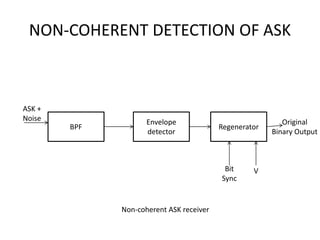 NON-COHERENT DETECTION OF ASK
ASK +
Noise
BPF
Envelope
detector
Regenerator
Original
Binary Output
Bit
Sync
V
Non-coherent ASK receiver